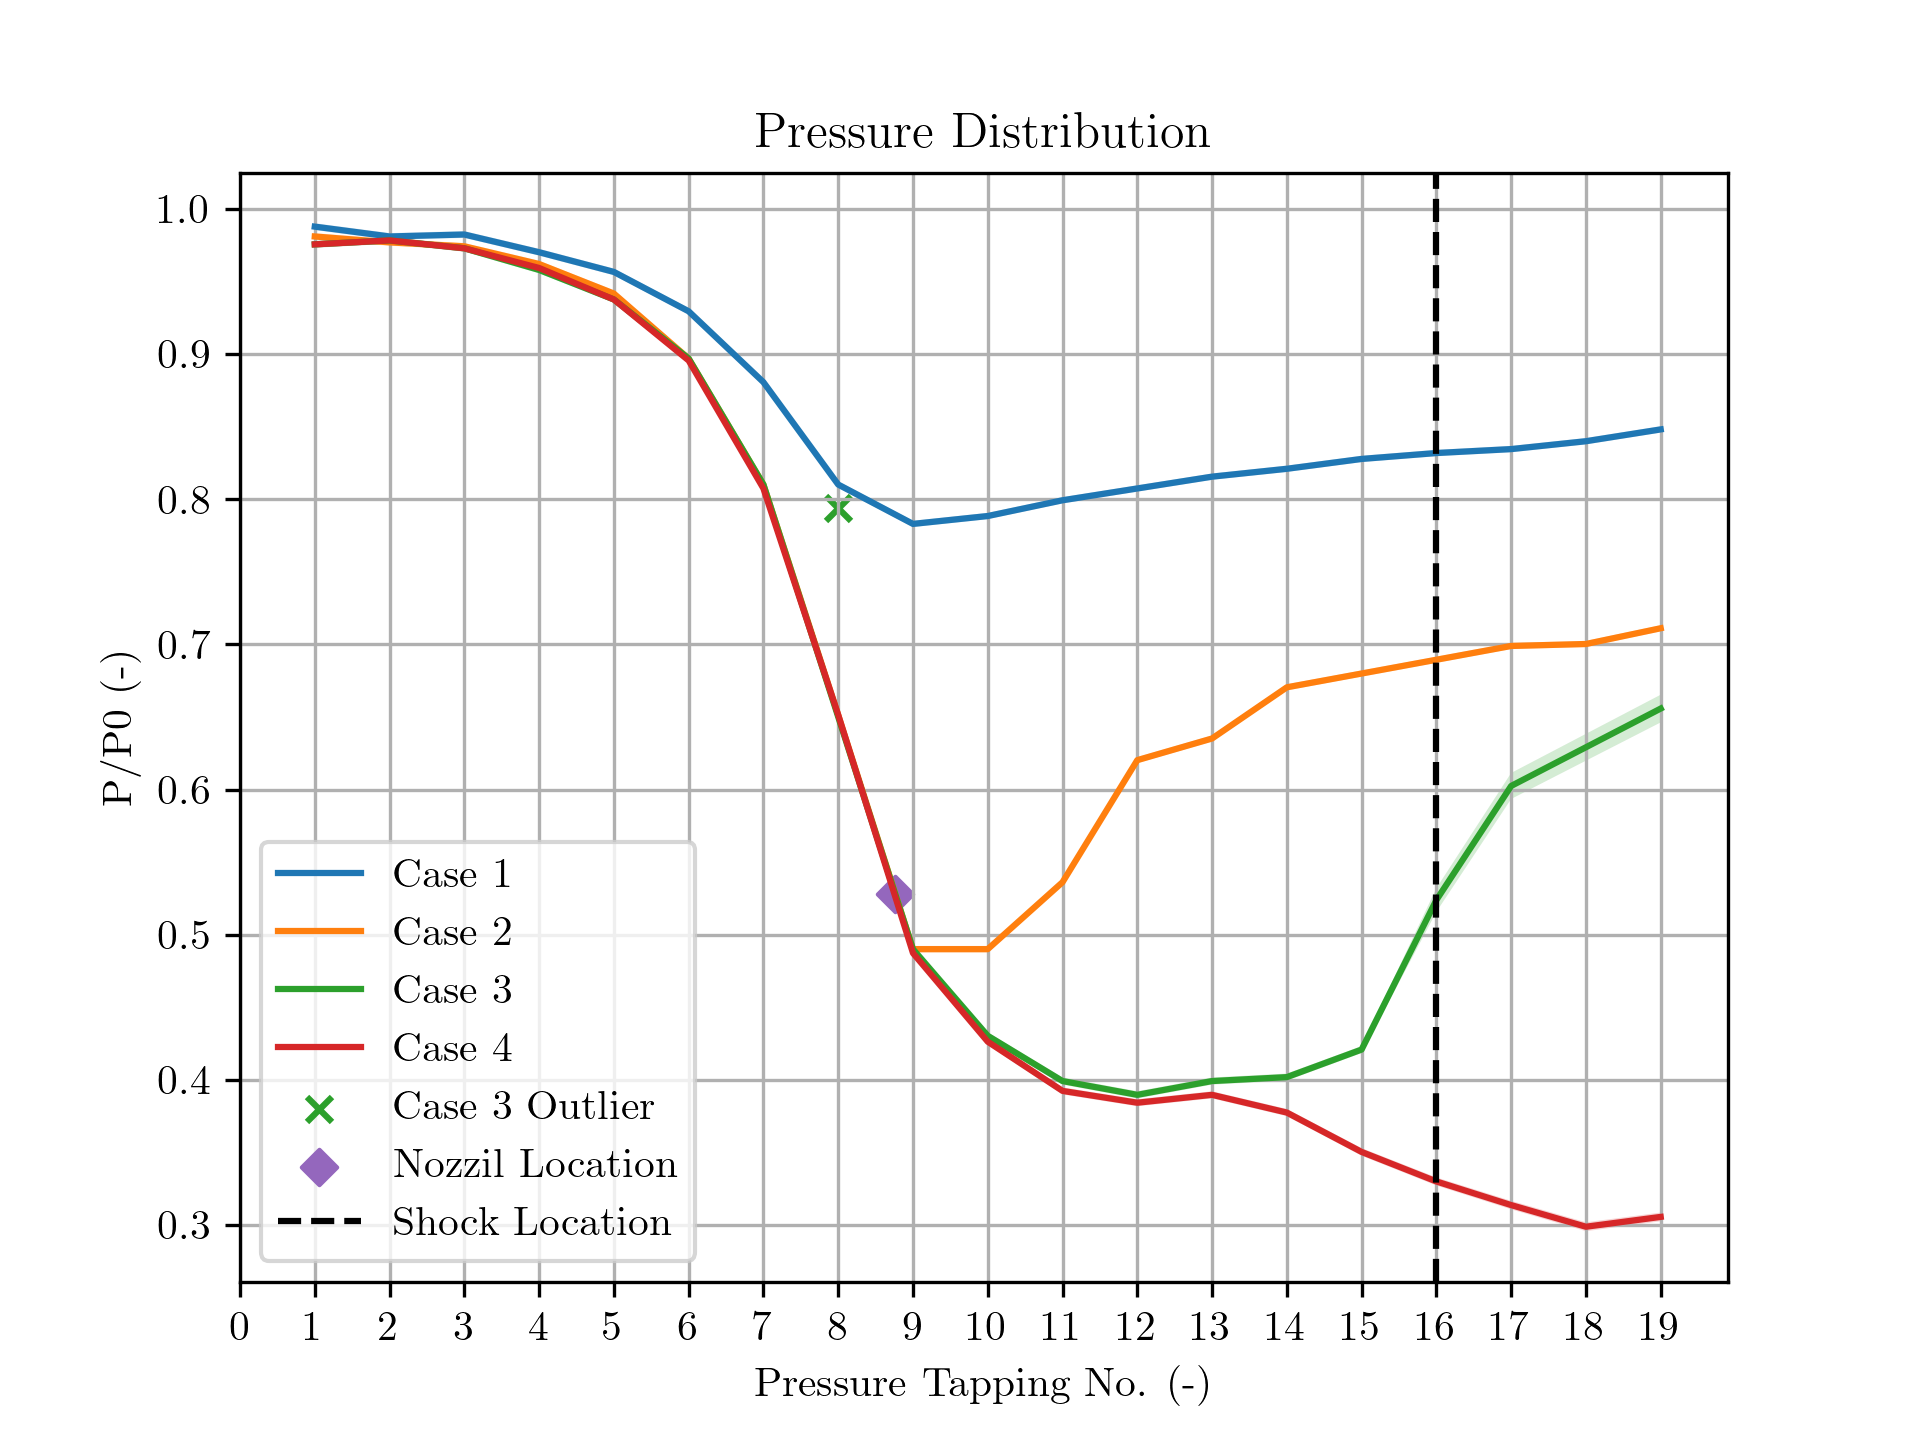 Pressure Distribution
1.0
0.9
0.8
0.7
0.6
0.5
0.4
0.3
P/P0 (-)
Case 1
Case 2
Case 3
Case 4
Case 3 Outlier
Nozzil Location
Shock Location
0 1 2 3 4 5 6 7 8 9 10 11 12 13 14 15 16 17 18 19
Pressure Tapping No. (-)